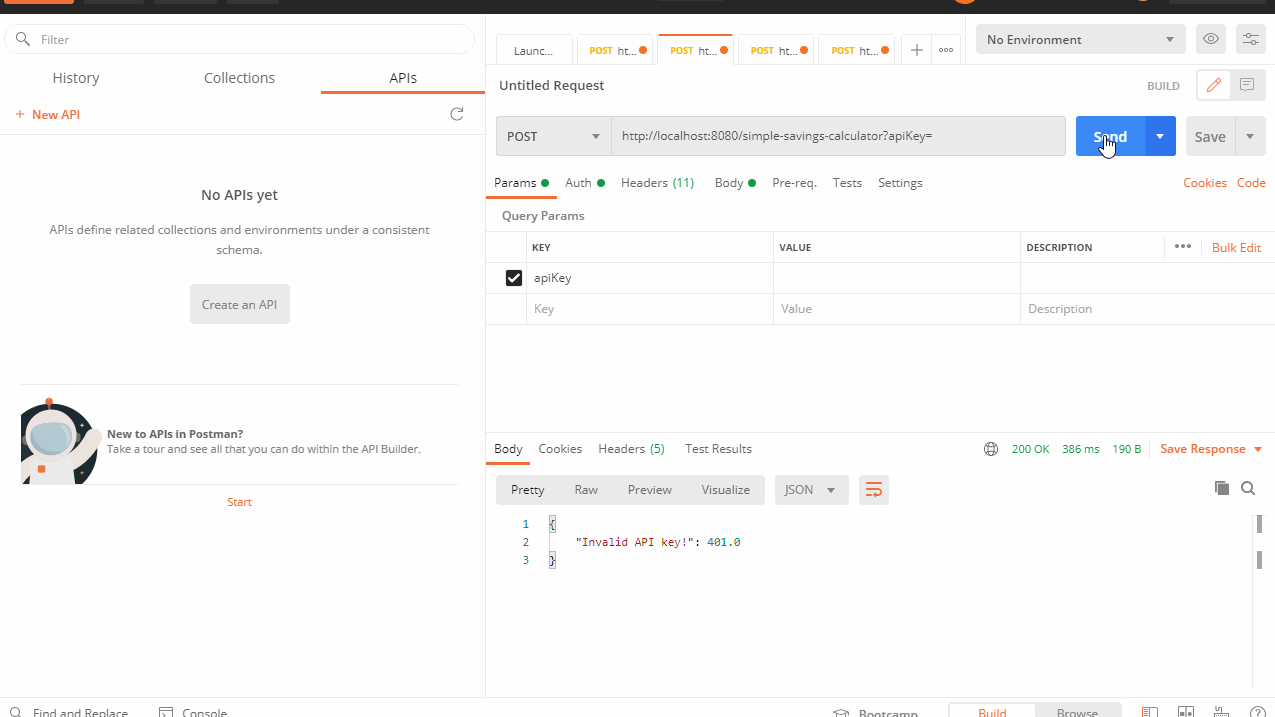 Filter
History Collections APIs
+ New API
No APIs yet
APIs define related collections and environments under a consistent
schema.
Create an API
New to APIs in Postman?
Take a tour and see all that you can do within the API Builder.
Start
Launc...
POST ht...
POST ht...
POST ht...
POST ht...
No Environment
Untitled Request
BUILD
POST
http://localhost:8080/simple-savings-calculator?apiKey=
Send
Save
Params Auth Headers (11) Body Pre-req. Tests Settings Cookies Code
Query Params
KEY VALUE DESCRIPTION ••• Bulk Edit
apiKey
Key Value Description
Body Cookies Headers (5) Test Results 200 OK 386 ms 190 B Save Response
Pretty Raw Preview Visualize JSON
1 {
2 "Invalid API key!": 401.0
3 }
Find and Replace Console Bootcamp Build Browse